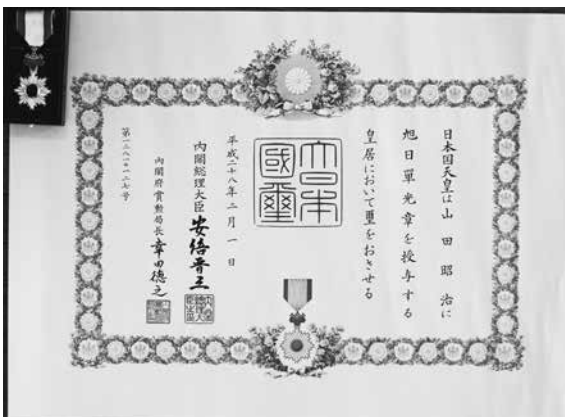 日本国天皇は山田昭治に
旭日單光章を授与する
皇居において璽をおさせる
大日本國璽
平成二十八年二月一日
内閣総理大臣 安倍晋三
内閣府賞勲局長 幸田徳之